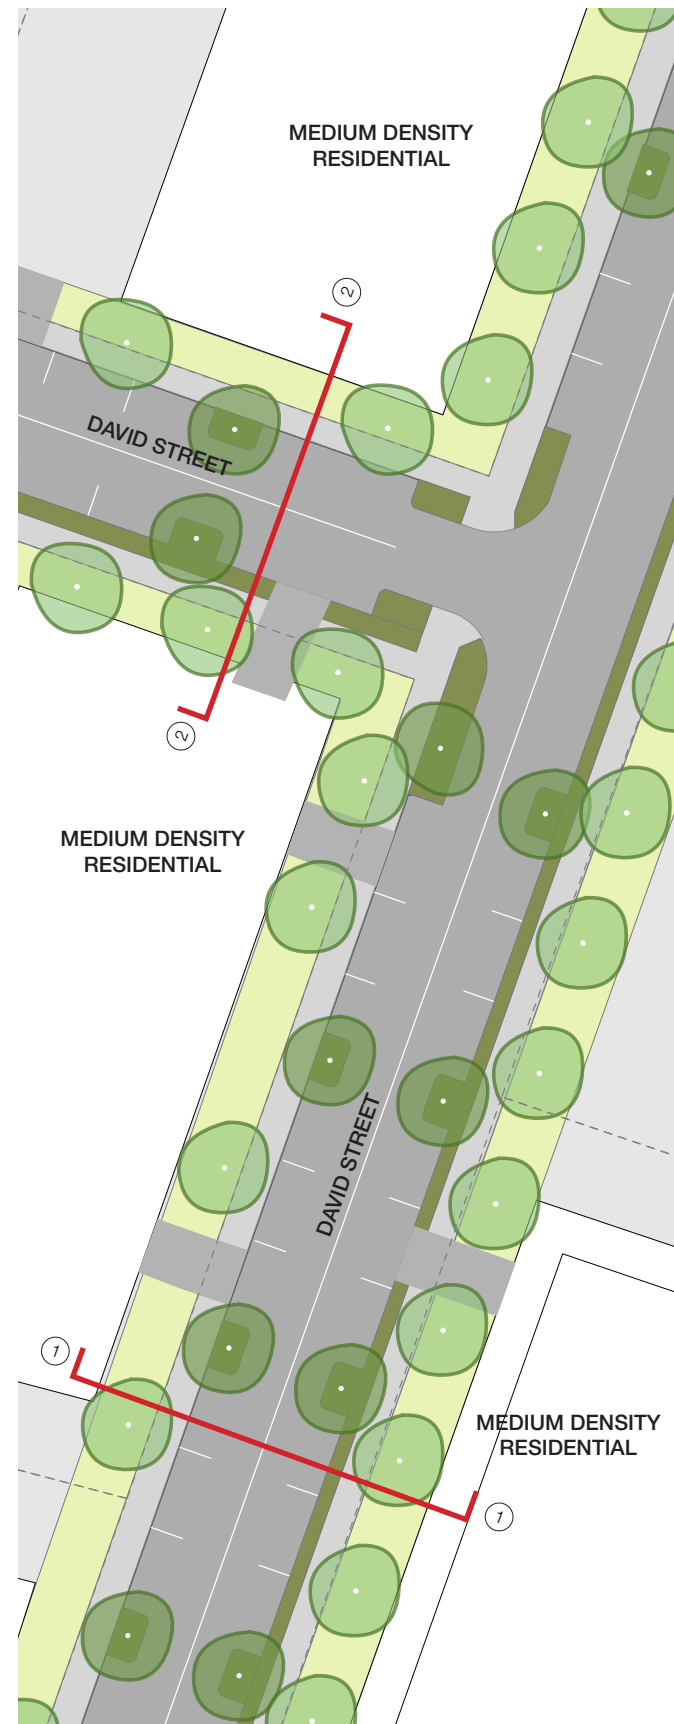 MEDIUM DENSITY
RESIDENTIAL
2
DAVID STREET
2
MEDIUM DENSITY
RESIDENTIAL
DAVID STREET
1
MEDIUM DENSITY
RESIDENTIAL
1